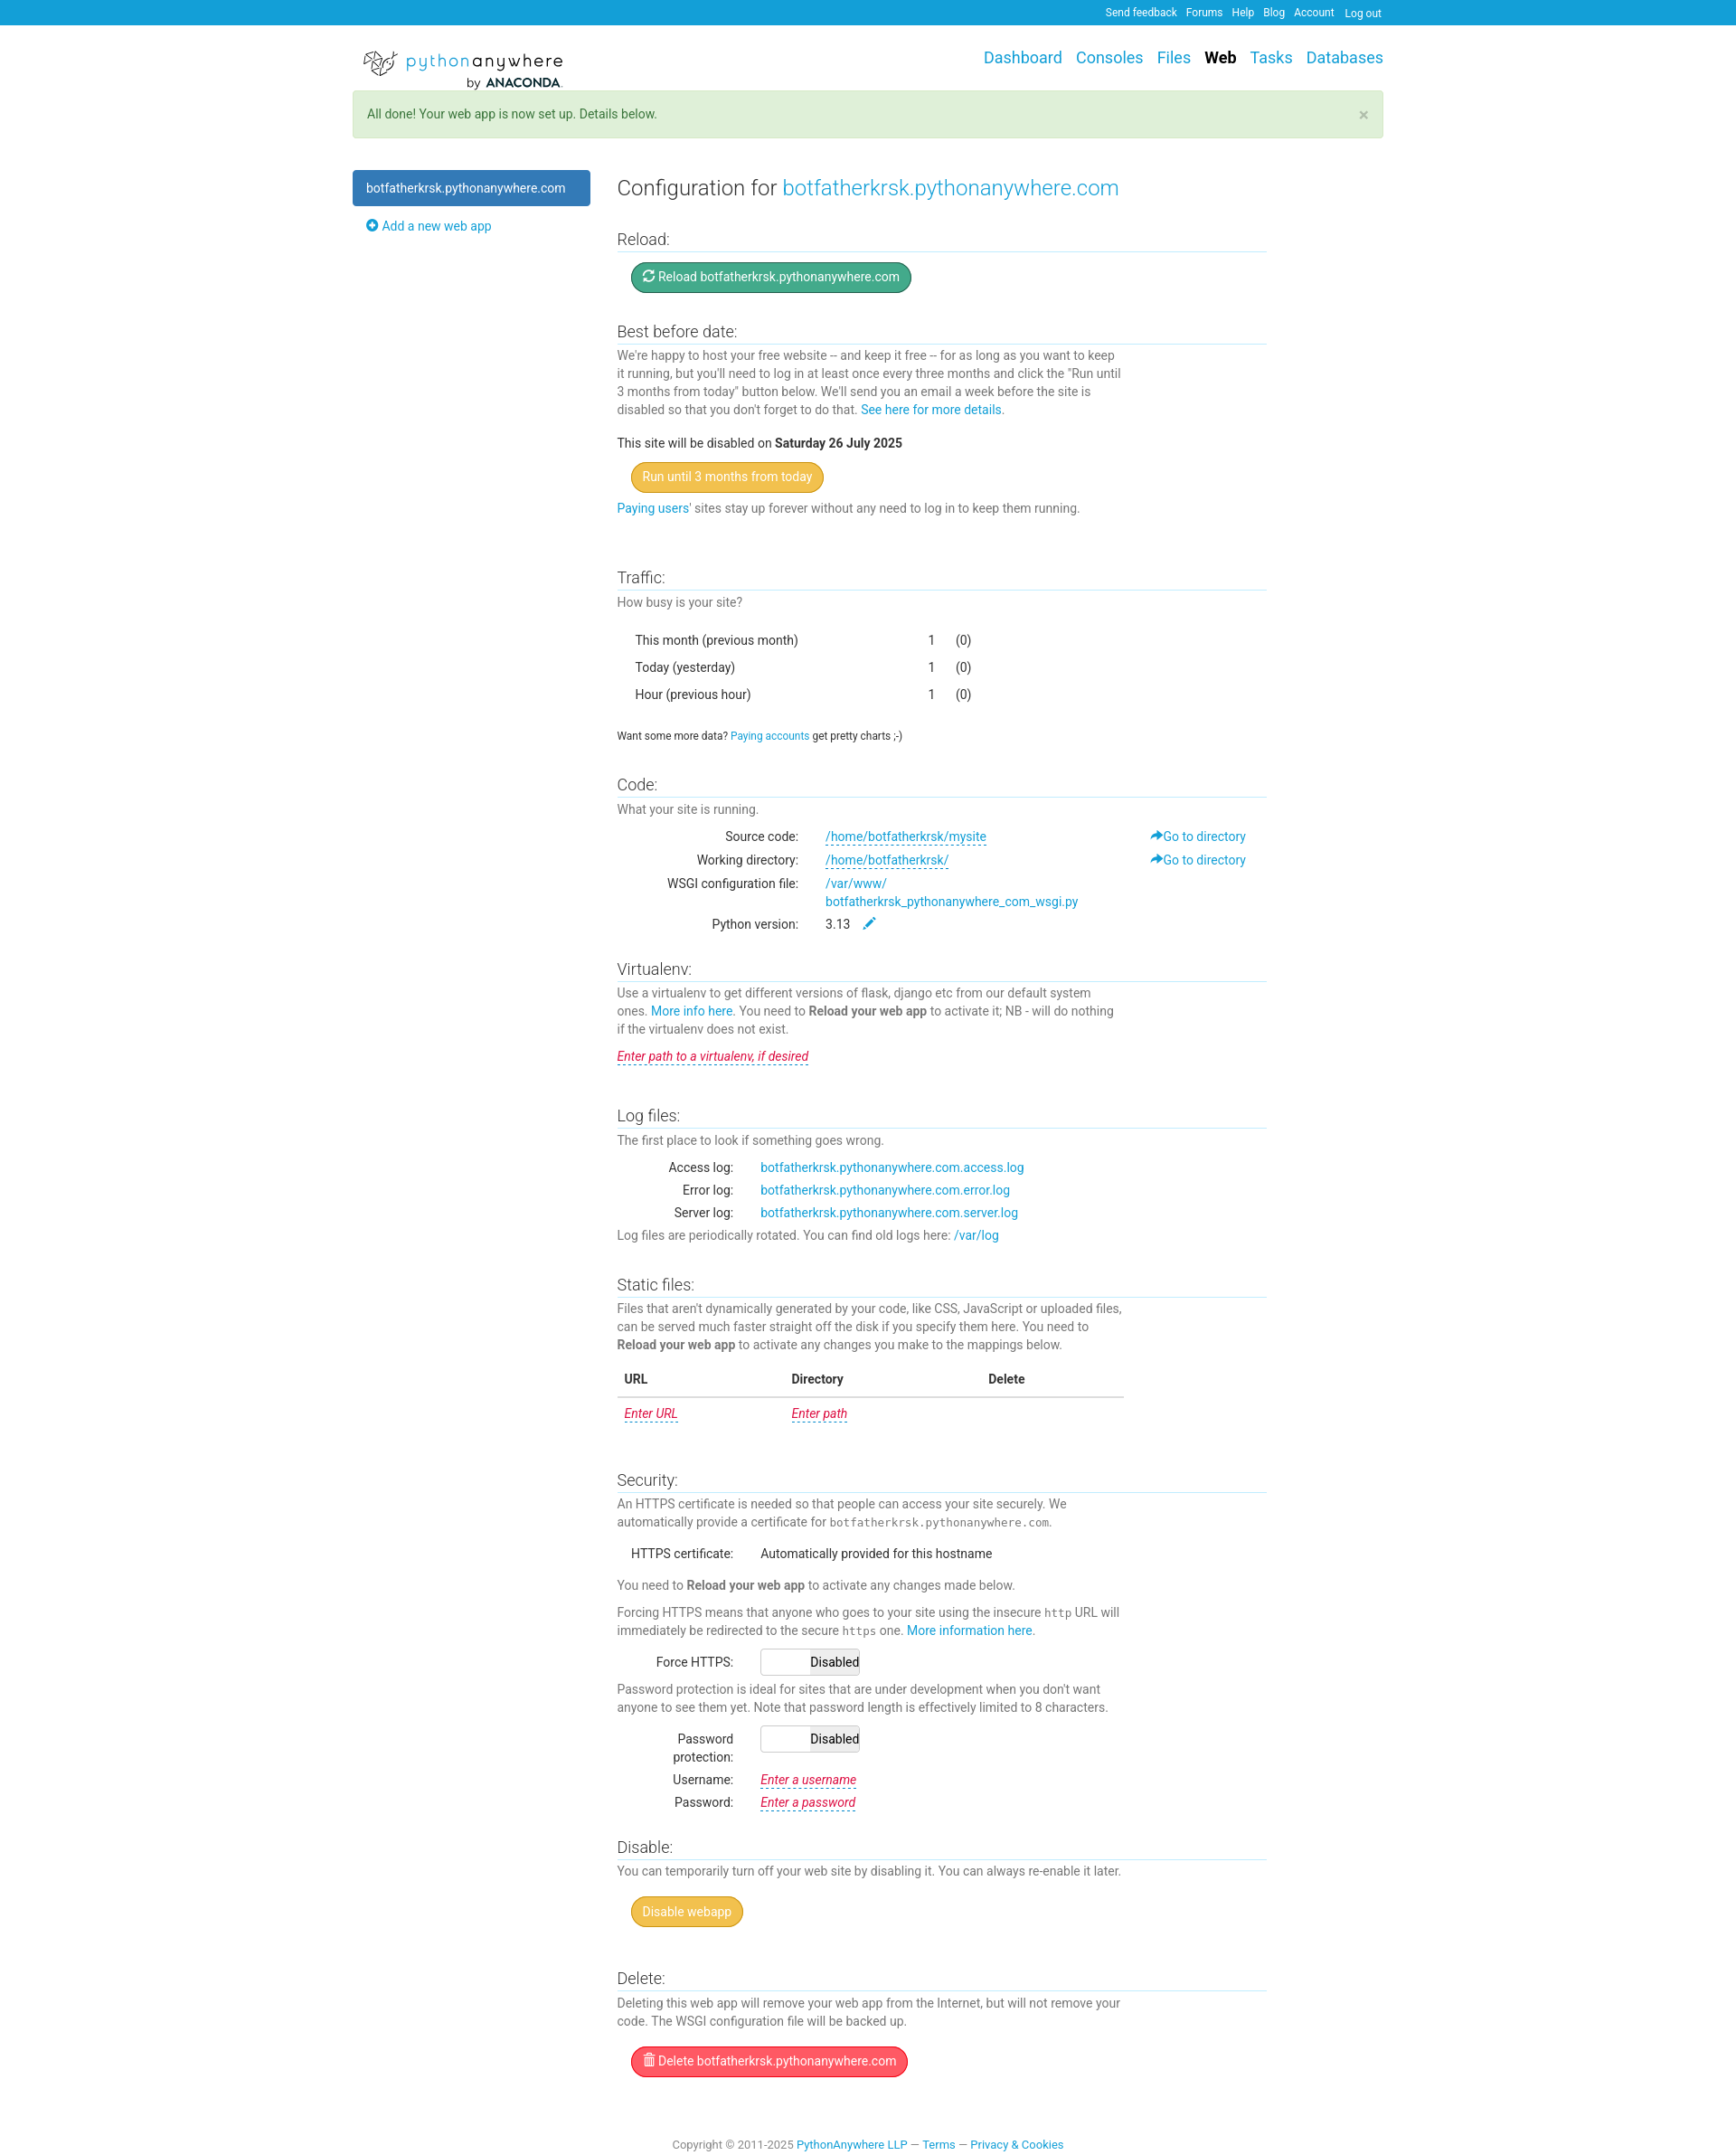 Send feedback Forums Help Blog Account Log out
pythonanywhere
by ANACONDA.
Dashboard Consoles Files Web Tasks Databases
All done! Your web app is now set up. Details below. ×
botfatherkrsk.pythonanywhere.com
Add a new web app
Configuration for botfatherkrsk.pythonanywhere.com
Reload:
Reload botfatherkrsk.pythonanywhere.com
Best before date:
We're happy to host your free website -- and keep it free -- for as long as you want to keep
it running, but you'll need to log in at least once every three months and click the "Run until
3 months from today" button below. We'll send you an email a week before the site is
disabled so that you don't forget to do that. See here for more details.
This site will be disabled on Saturday 26 July 2025
Run until 3 months from today
Paying users' sites stay up forever without any need to log in to keep them running.
Traffic:
How busy is your site?
This month (previous month) 1 (0)
Today (yesterday) 1 (0)
Hour (previous hour) 1 (0)
Want some more data? Paying accounts get pretty charts ;-)
Code:
What your site is running.
Source code: /home/botfatherkrsk/mysite Go to directory
Working directory: /home/botfatherkrsk/ Go to directory
WSGI configuration file: /var/www/
botfatherkrsk_pythonanywhere_com_wsgi.py
Python version: 3.13
Virtualenv:
Use a virtualenv to get different versions of flask, django etc from our default system
ones. More info here. You need to Reload your web app to activate it; NB - will do nothing
if the virtualenv does not exist.
Enter path to a virtualenv, if desired
Log files:
The first place to look if something goes wrong.
Access log: botfatherkrsk.pythonanywhere.com.access.log
Error log: botfatherkrsk.pythonanywhere.com.error.log
Server log: botfatherkrsk.pythonanywhere.com.server.log
Log files are periodically rotated. You can find old logs here: /var/log
Static files:
Files that aren't dynamically generated by your code, like CSS, JavaScript or uploaded files,
can be served much faster straight off the disk if you specify them here. You need to
Reload your web app to activate any changes you make to the mappings below.
URL Directory Delete
Enter URL Enter path
Security:
An HTTPS certificate is needed so that people can access your site securely. We
automatically provide a certificate for botfatherkrsk.pythonanywhere.com.
HTTPS certificate: Automatically provided for this hostname
You need to Reload your web app to activate any changes made below.
Forcing HTTPS means that anyone who goes to your site using the insecure http URL will
immediately be redirected to the secure https one. More information here.
Force HTTPS: Disabled
Password protection is ideal for sites that are under development when you don't want
anyone to see them yet. Note that password length is effectively limited to 8 characters.
Password Disabled
protection:
Username: Enter a username
Password: Enter a password
Disable:
You can temporarily turn off your web site by disabling it. You can always re-enable it later.
Disable webapp
Delete:
Deleting this web app will remove your web app from the Internet, but will not remove your
code. The WSGI configuration file will be backed up.
Delete botfatherkrsk.pythonanywhere.com
Copyright © 2011-2025 PythonAnywhere LLP — Terms — Privacy & Cookies